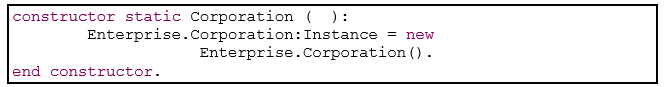 constructor static Corporation (  ):
Enterprise.Corporation:Instance = new
Enterprise.Corporation().
end constructor.